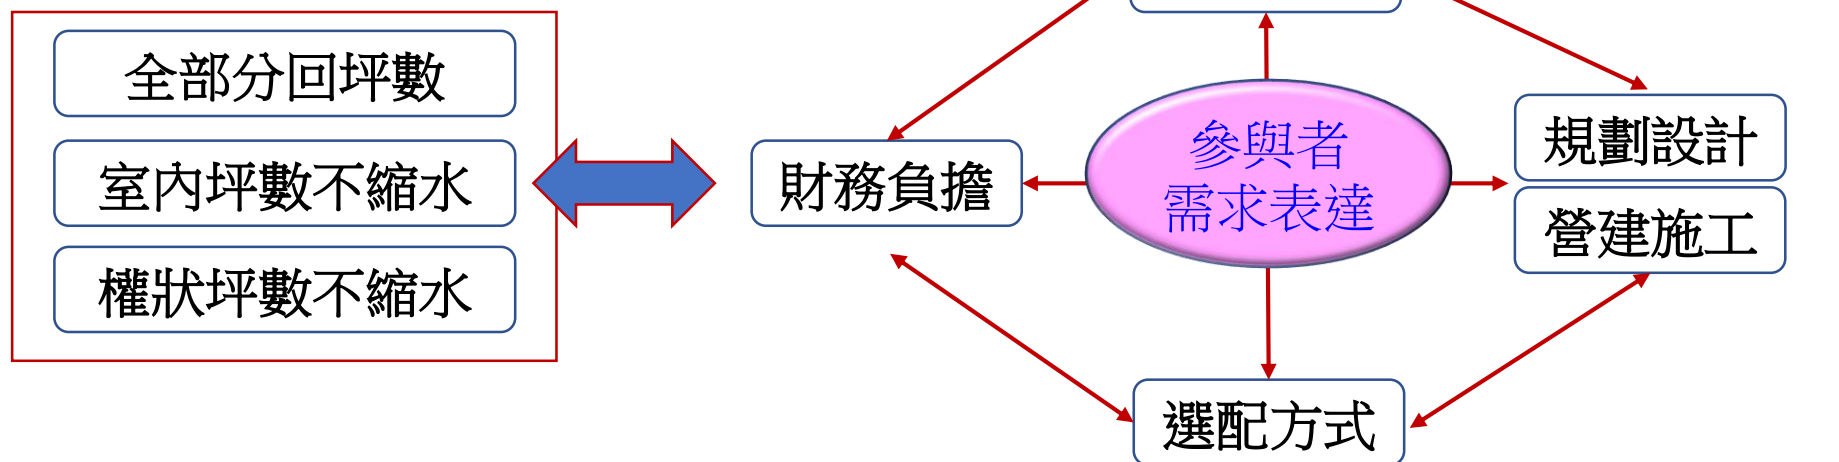 全部分回坪數
室內坪數不縮水
權狀坪數不縮水
財務負擔
參與者
需求表達
規劃設計
營建施工
選配方式